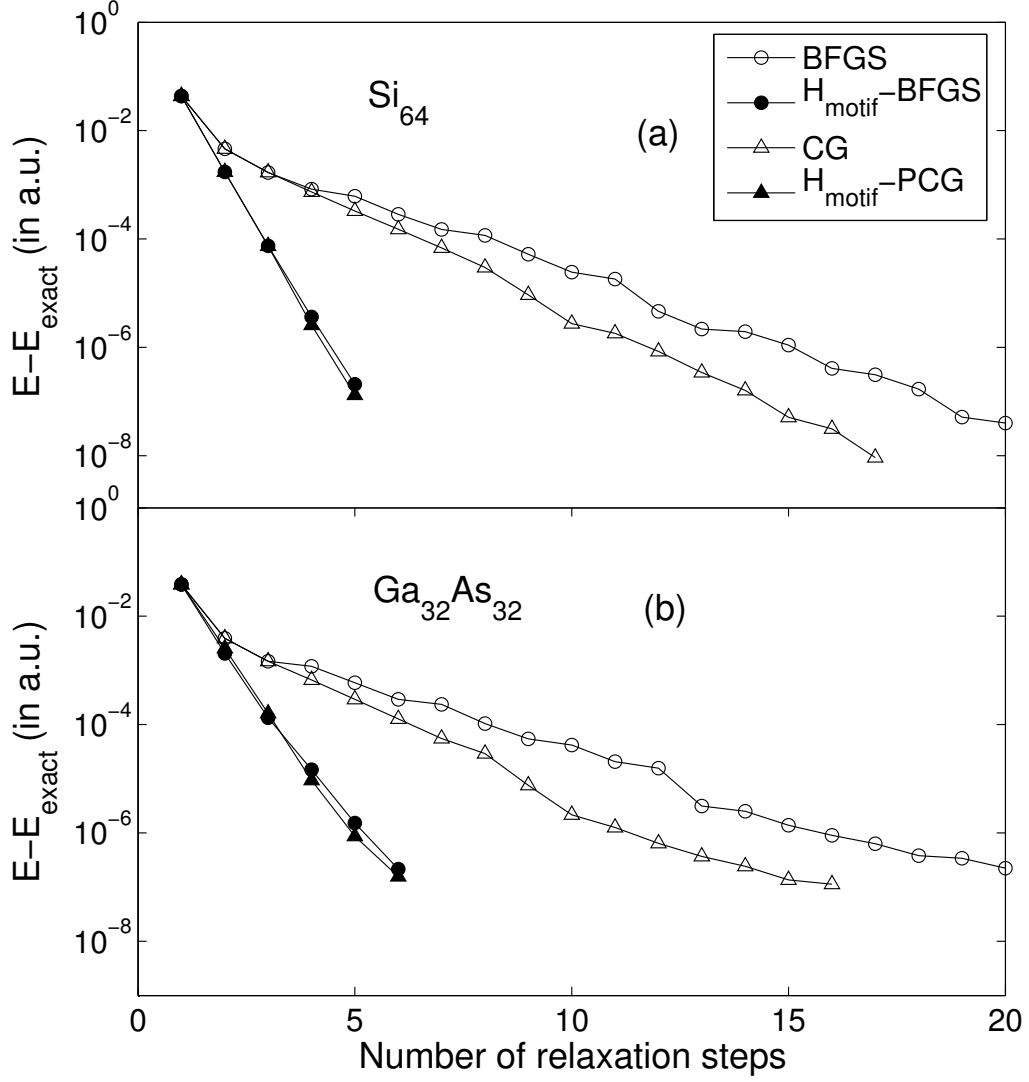 10^0
BFGS
H_motif−BFGS
CG
H_motif−PCG
Si_64
(a)
10^−2
10^−4
10^−6
10^−8
E−E_exact (in a.u.)
10^0
Ga_32As_32
(b)
10^−2
10^−4
10^−6
10^−8
E−E_exact (in a.u.)
0 5 10 15 20
Number of relaxation steps